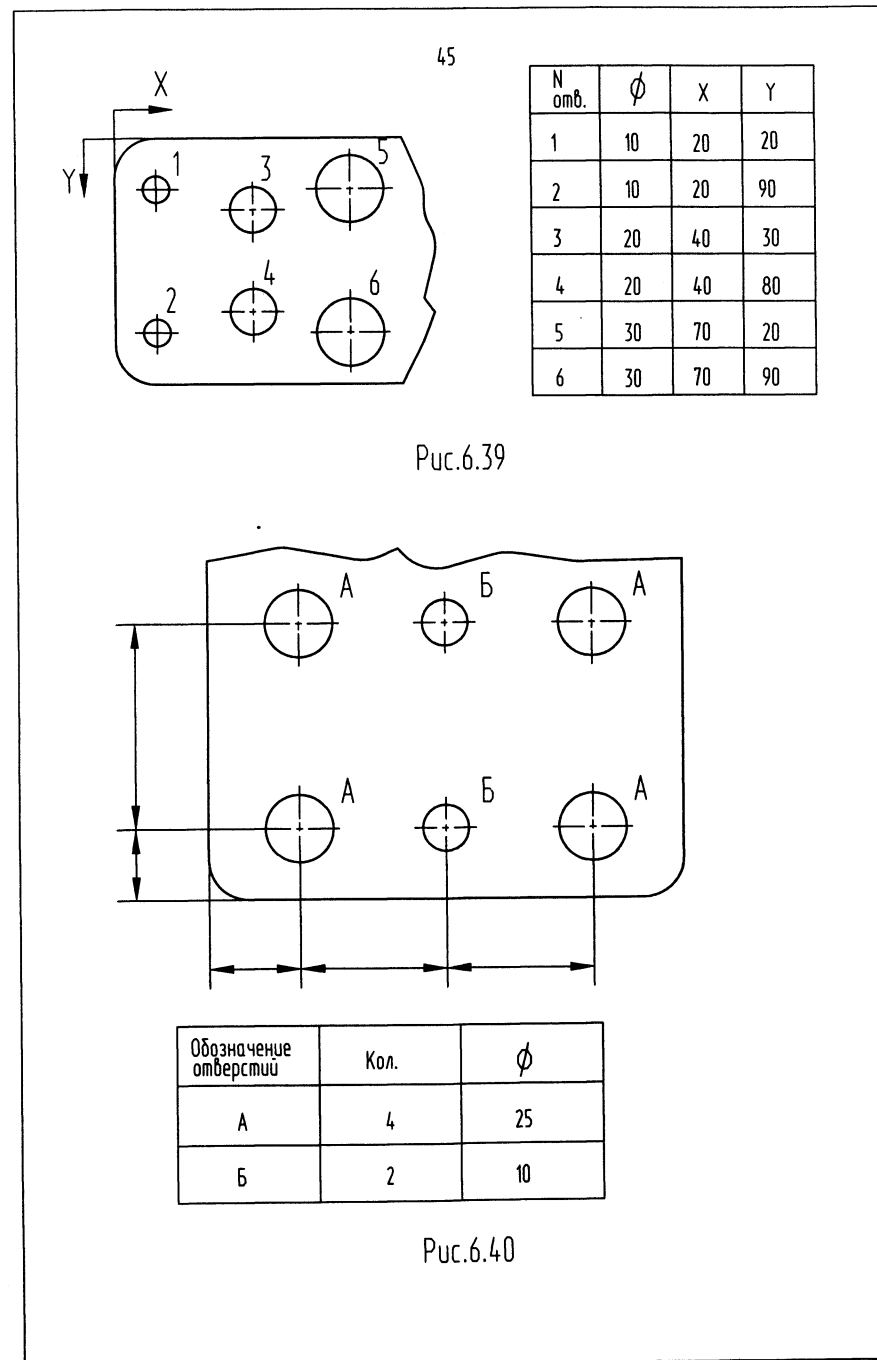 45
X
Y
1
3
5
2
4
6
N отв. ϕ X Y
1 10 20 20
2 10 20 90
3 20 40 30
4 20 40 80
5 30 70 20
6 30 70 90
Рис.6.39
А Б А
А Б А
Обозначение отверстий Кол. ϕ
А 4 25
Б 2 10
Рис.6.40